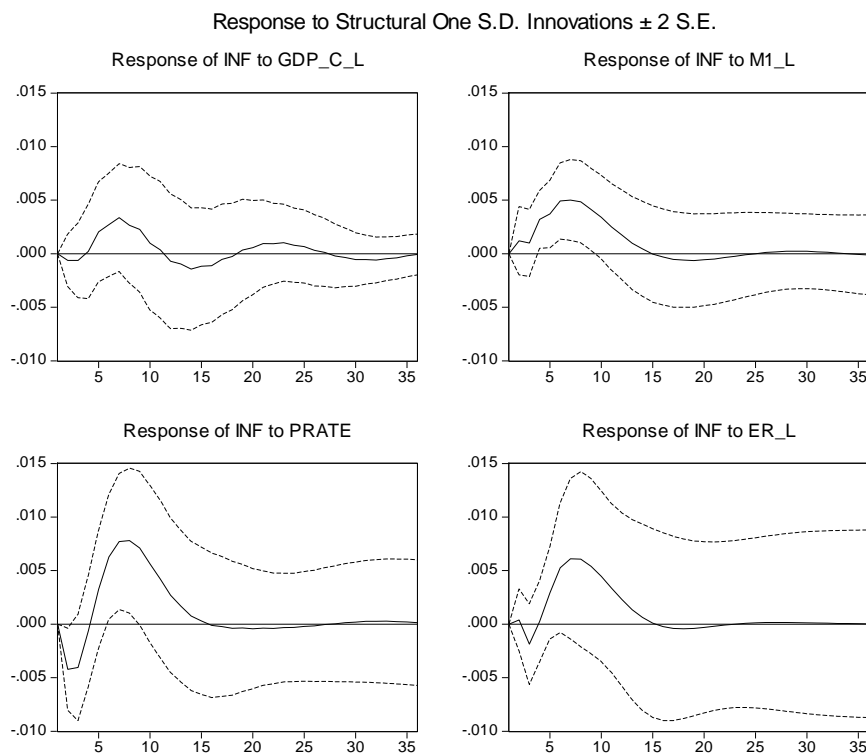 Response to Structural One S.D. Innovations ± 2 S.E.
Response of INF to GDP_C_L
.015
.010
.005
.000
-.005
-.010
5 10 15 20 25 30 35
Response of INF to M1_L
.015
.010
.005
.000
-.005
-.010
5 10 15 20 25 30 35
Response of INF to PRATE
.015
.010
.005
.000
-.005
-.010
5 10 15 20 25 30 35
Response of INF to ER_L
.015
.010
.005
.000
-.005
-.010
5 10 15 20 25 30 35